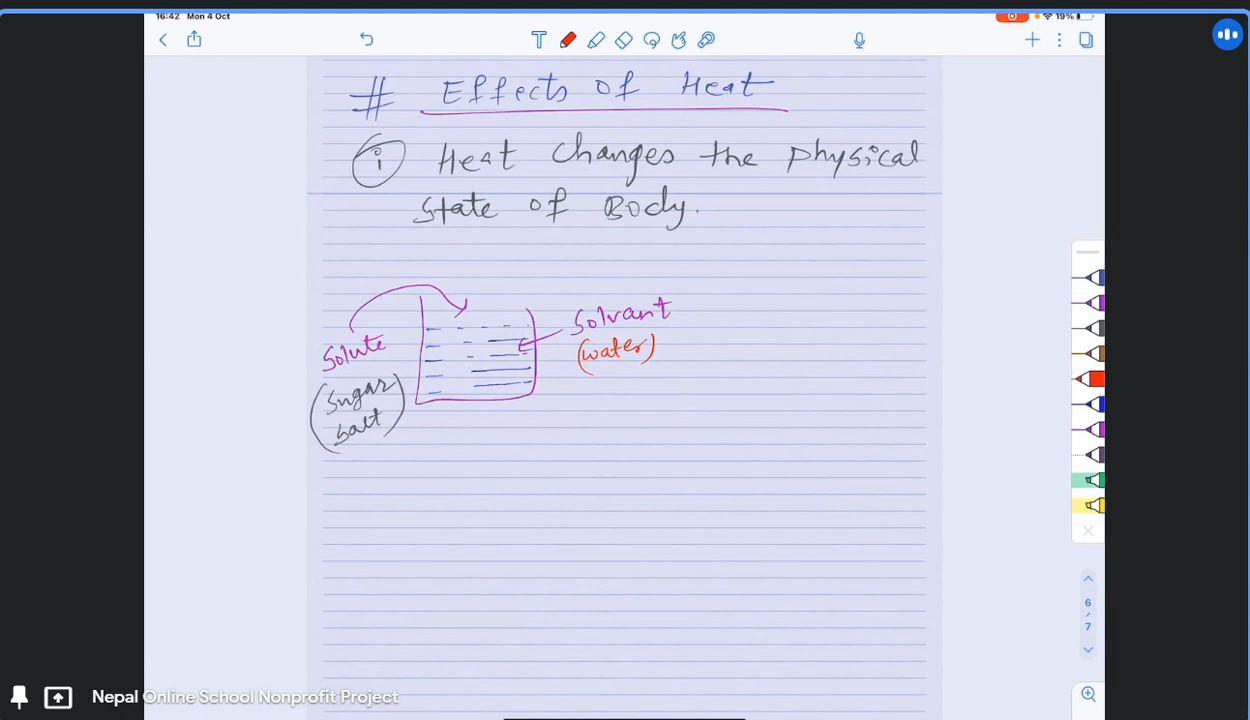 16:42 Mon 4 Oct
19%
# Effects of Heat
i Heat changes the physical
state of Body.
Solute
(Sugar
salt)
Solvant
(water)
6
/
7
Nepal Online School Nonprofit Project